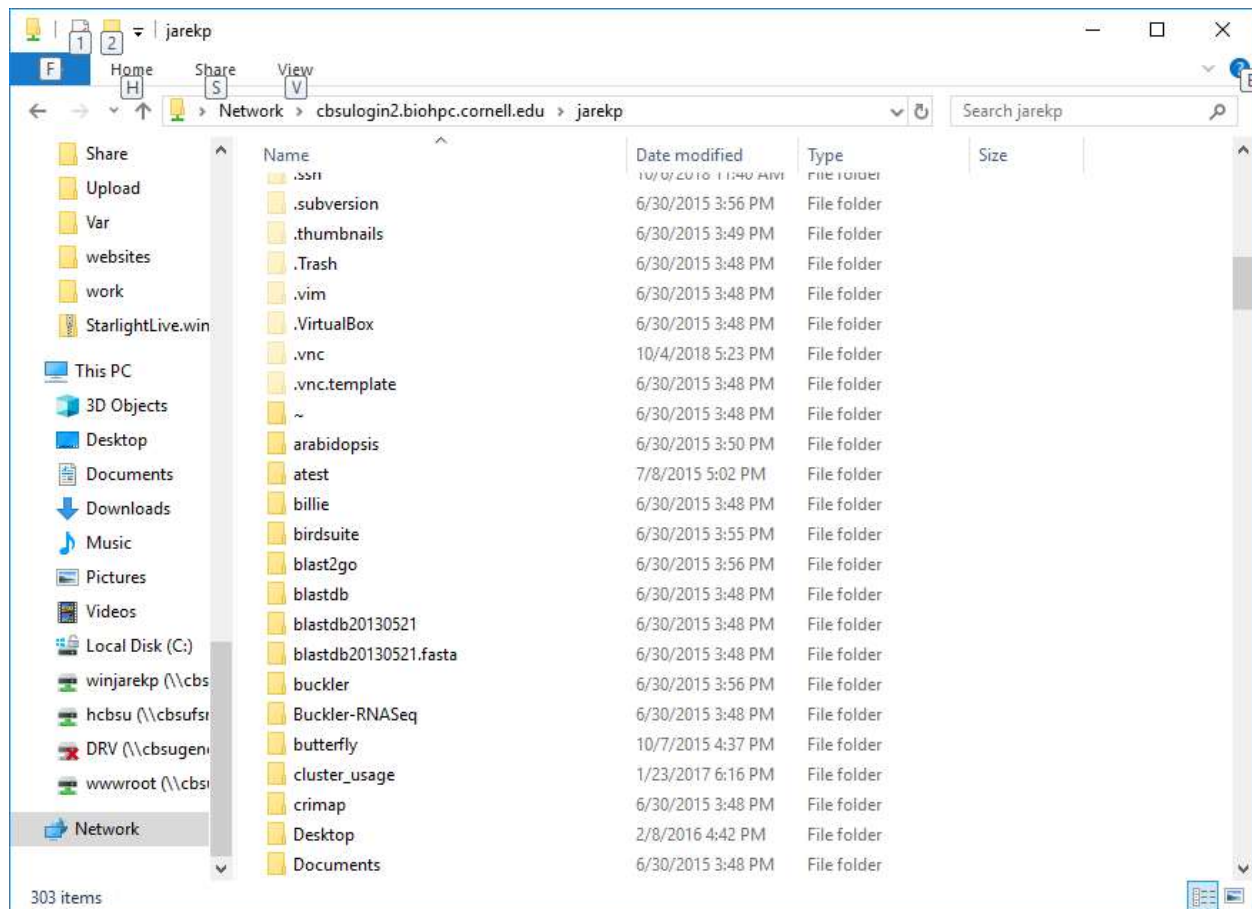 jarekp
1 2
F Home Share View
H S V E
Network > cbsulogin2.biohpc.cornell.edu > jarekp
Search jarekp
Name Date modified Type Size
.ssh 10/6/2018 11:40 AM File folder
.subversion 6/30/2015 3:56 PM File folder
.thumbnails 6/30/2015 3:49 PM File folder
.Trash 6/30/2015 3:48 PM File folder
.vim 6/30/2015 3:48 PM File folder
.VirtualBox 6/30/2015 3:48 PM File folder
.vnc 10/4/2018 5:23 PM File folder
.vnc.template 6/30/2015 3:48 PM File folder
~ 6/30/2015 3:48 PM File folder
arabidopsis 6/30/2015 3:50 PM File folder
atest 7/8/2015 5:02 PM File folder
billie 6/30/2015 3:48 PM File folder
birdsuite 6/30/2015 3:55 PM File folder
blast2go 6/30/2015 3:56 PM File folder
blastdb 6/30/2015 3:48 PM File folder
blastdb20130521 6/30/2015 3:48 PM File folder
blastdb20130521.fasta 6/30/2015 3:48 PM File folder
buckler 6/30/2015 3:56 PM File folder
Buckler-RNASeq 6/30/2015 3:48 PM File folder
butterfly 10/7/2015 4:37 PM File folder
cluster_usage 1/23/2017 6:16 PM File folder
crimap 6/30/2015 3:48 PM File folder
Desktop 2/8/2016 4:42 PM File folder
Documents 6/30/2015 3:48 PM File folder
Share
Upload
Var
websites
work
StarlightLive.win
This PC
3D Objects
Desktop
Documents
Downloads
Music
Pictures
Videos
Local Disk (C:)
winjarekp (\\cbs
hcbsu (\\cbsufsr
DRV (\\cbsugen
wwwroot (\\cbs
Network
303 items